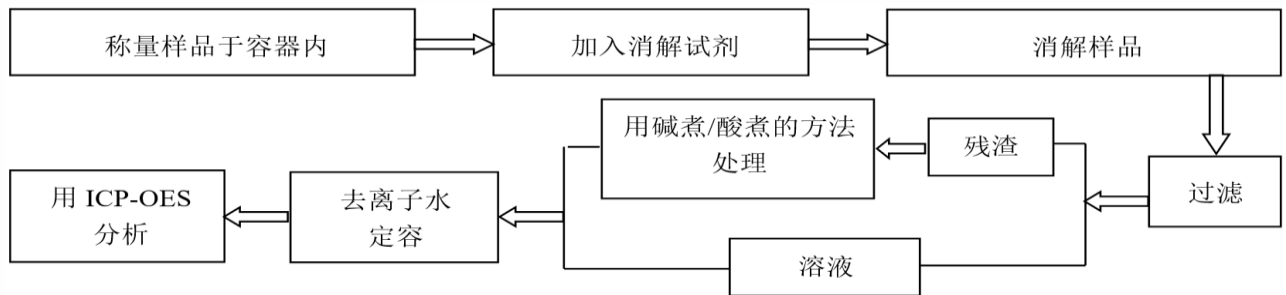 称量样品于容器内
加入消解试剂
消解样品
过滤
残渣
用碱煮/酸煮的方法
处理
溶液
去离子水
定容
用 ICP-OES
分析